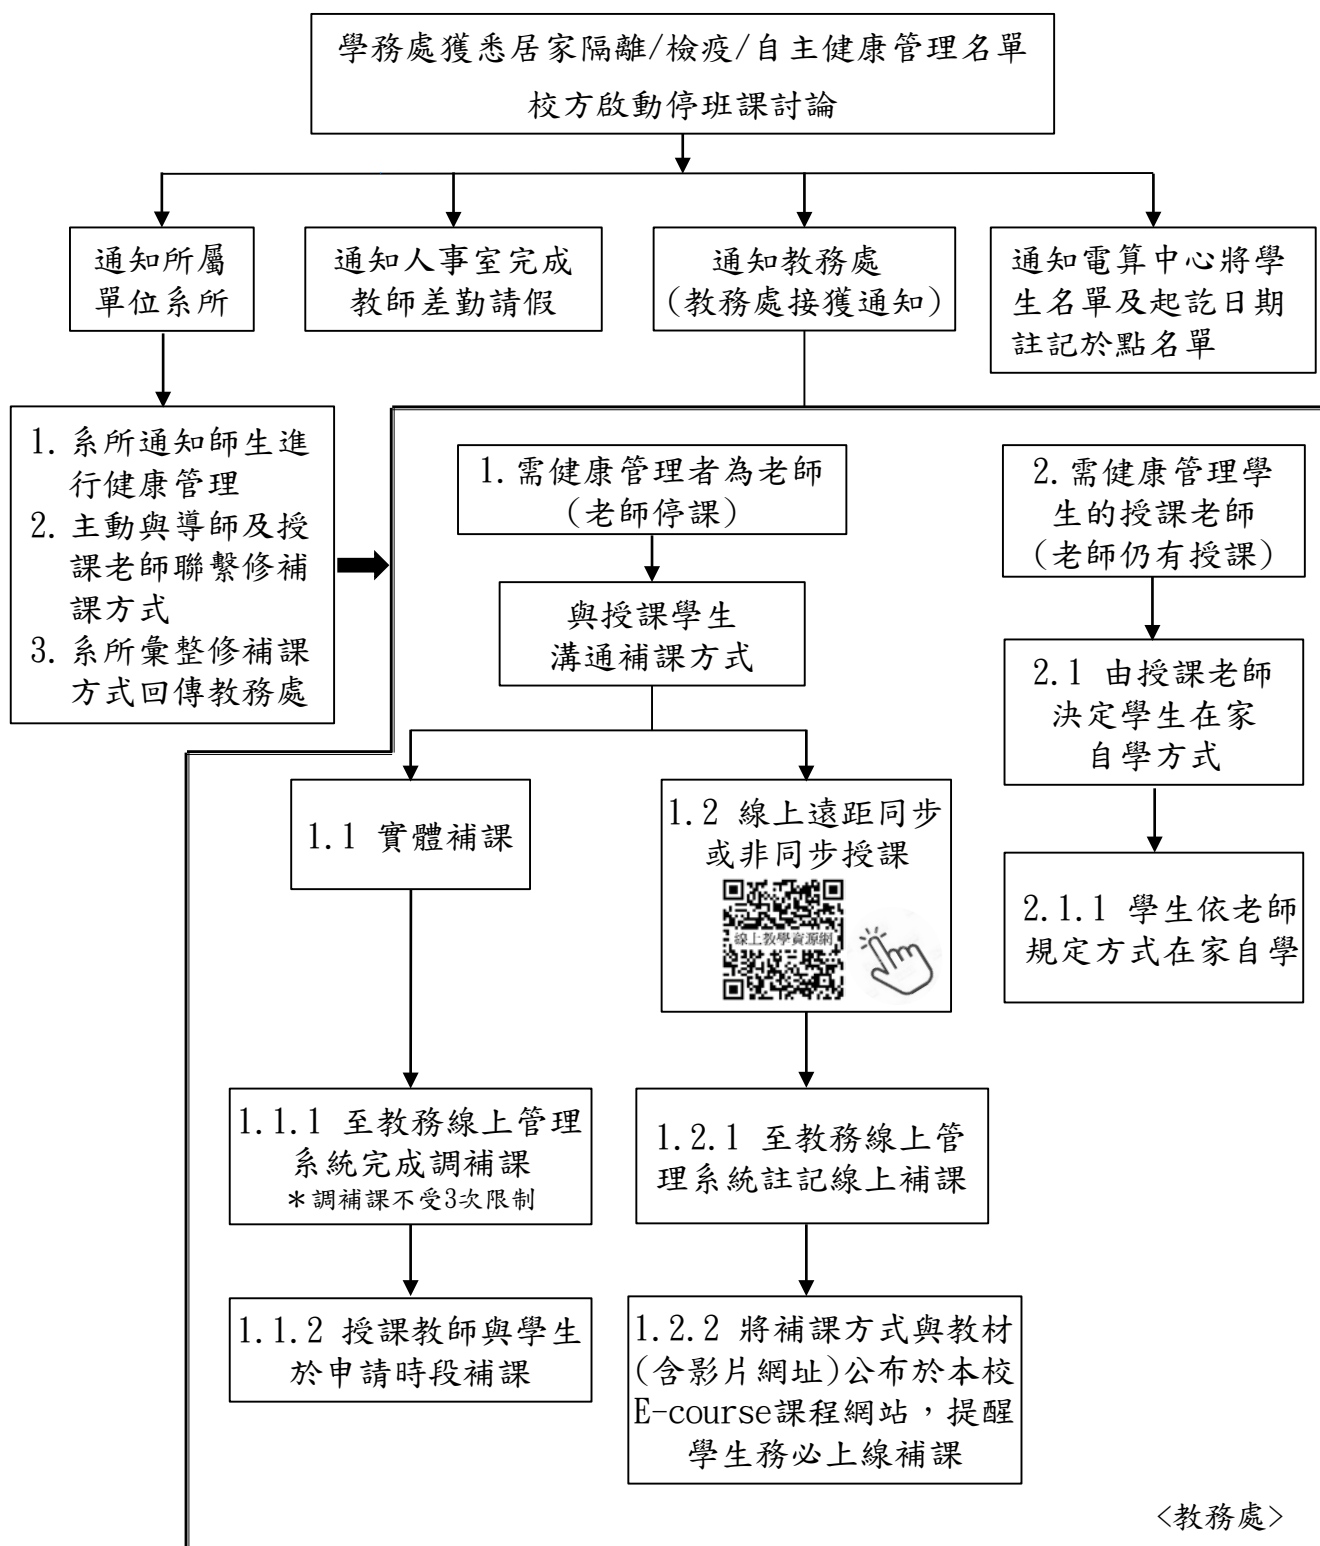 學務處獲悉居家隔離/檢疫/自主健康管理名單
校方啟動停班課討論
通知所屬
單位系所
通知人事室完成
教師差勤請假
通知教務處
(教務處接獲通知)
通知電算中心將學
生名單及起訖日期
註記於點名單
1. 系所通知師生進
行健康管理
2. 主動與導師及授
課老師聯繫修補
課方式
3. 系所彙整修補課
方式回傳教務處
1.需健康管理者為老師
(老師停課)
與授課學生
溝通補課方式
1.1 實體補課
1.1.1 至教務線上管理
系統完成調補課
＊調補課不受3次限制
1.1.2 授課教師與學生
於申請時段補課
1.2 線上遠距同步
或非同步授課
線上教學資源網
1.2.1 至教務線上管
理系統註記線上補課
1.2.2 將補課方式與教材
(含影片網址)公布於本校
E-course課程網站，提醒
學生務必上線補課
2.需健康管理學
生的授課老師
(老師仍有授課)
2.1 由授課老師
決定學生在家
自學方式
2.1.1 學生依老師
規定方式在家自學
<教務處>